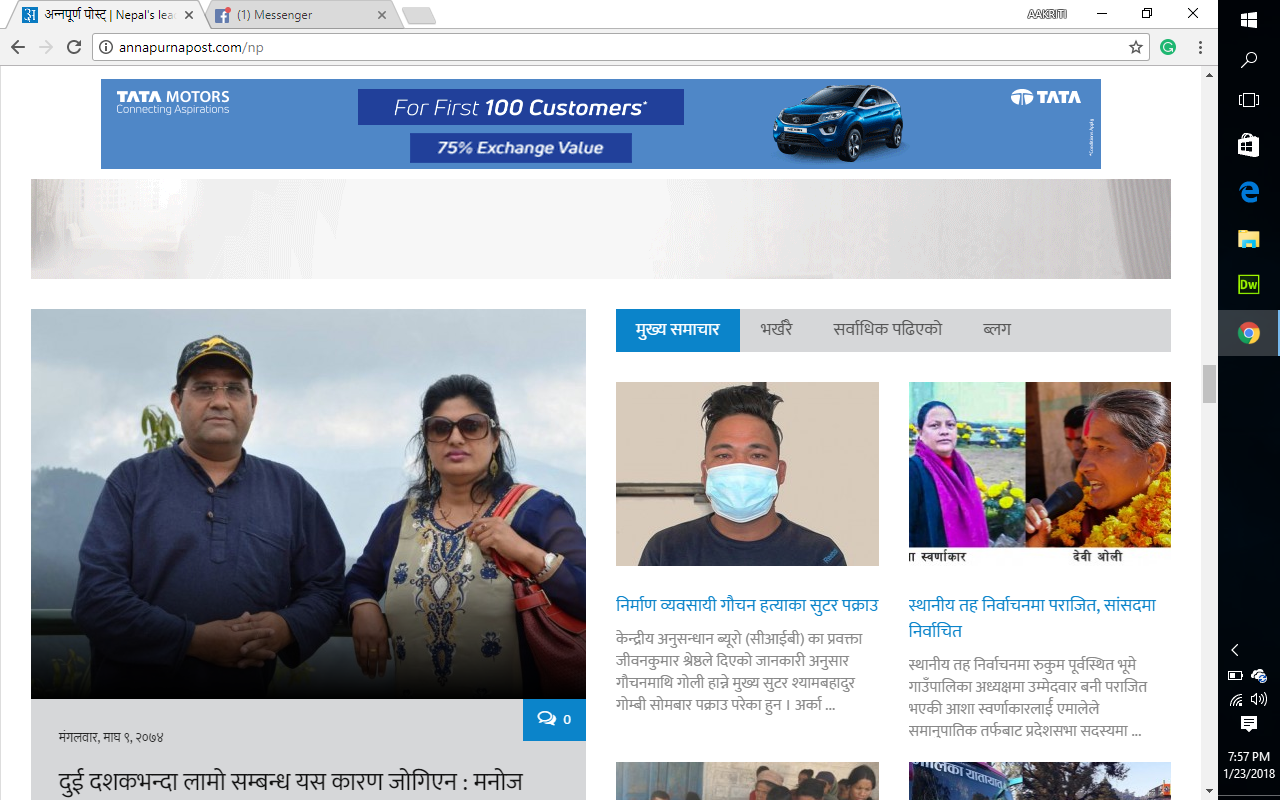 अन्नपूर्ण पोस्ट् | Nepal's lea
(1) Messenger
AAKRITI
annapurnapost.com/np
TATA MOTORS
Connecting Aspirations
For First 100 Customers*
75% Exchange Value
TATA
*Conditions Apply
मुख्य समाचार
भर्खरै
सर्वाधिक पढिएको
ब्लग
ा स्वर्णाकार
देवी ओली
निर्माण व्यवसायी गौचन हत्याका सुटर पक्राउ
केन्द्रीय अनुसन्धान ब्यूरो (सीआईबी) का प्रवक्ता
जीवनकुमार श्रेष्ठले दिएको जानकारी अनुसार
गौचनमाथि गोली हान्ने मुख्य सुटर श्यामबहादुर
गोम्बी सोमबार पक्राउ परेका हुन । अर्का ...
स्थानीय तह निर्वाचनमा पराजित, सांसदमा
निर्वाचित
स्थानीय तह निर्वाचनमा रुकुम पूर्वस्थित भूमे
गाउँपालिका अध्यक्षमा उम्मेदवार बनी पराजित
भएकी आशा स्वर्णाकारलाई एमालेले
समानुपातिक तर्फबाट प्रदेशसभा सदस्यमा ...
0
मंगलवार, माघ ९, २०७४
दुई दशकभन्दा लामो सम्बन्ध यस कारण जोगिएन : मनोज
लिका यातायात
Dw
7:57 PM
1/23/2018